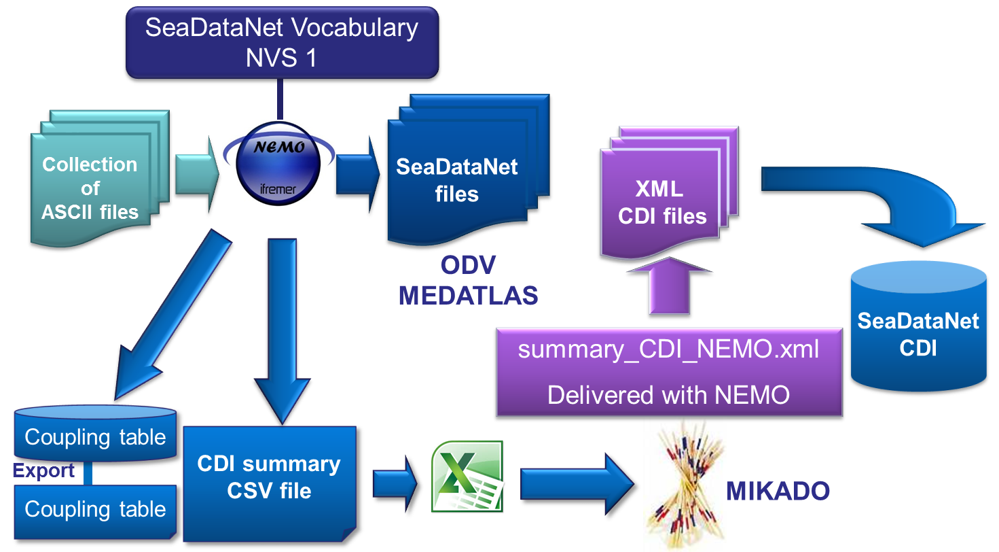 SeaDataNet Vocabulary
NVS 1
Collection
of
ASCII files
NEMO
ifremer
SeaDataNet
files
ODV
MEDATLAS
XML
CDI files
SeaDataNet
CDI
summary_CDI_NEMO.xml
Delivered with NEMO
Coupling table
Export
Coupling table
CDI summary
CSV file
X
MIKADO